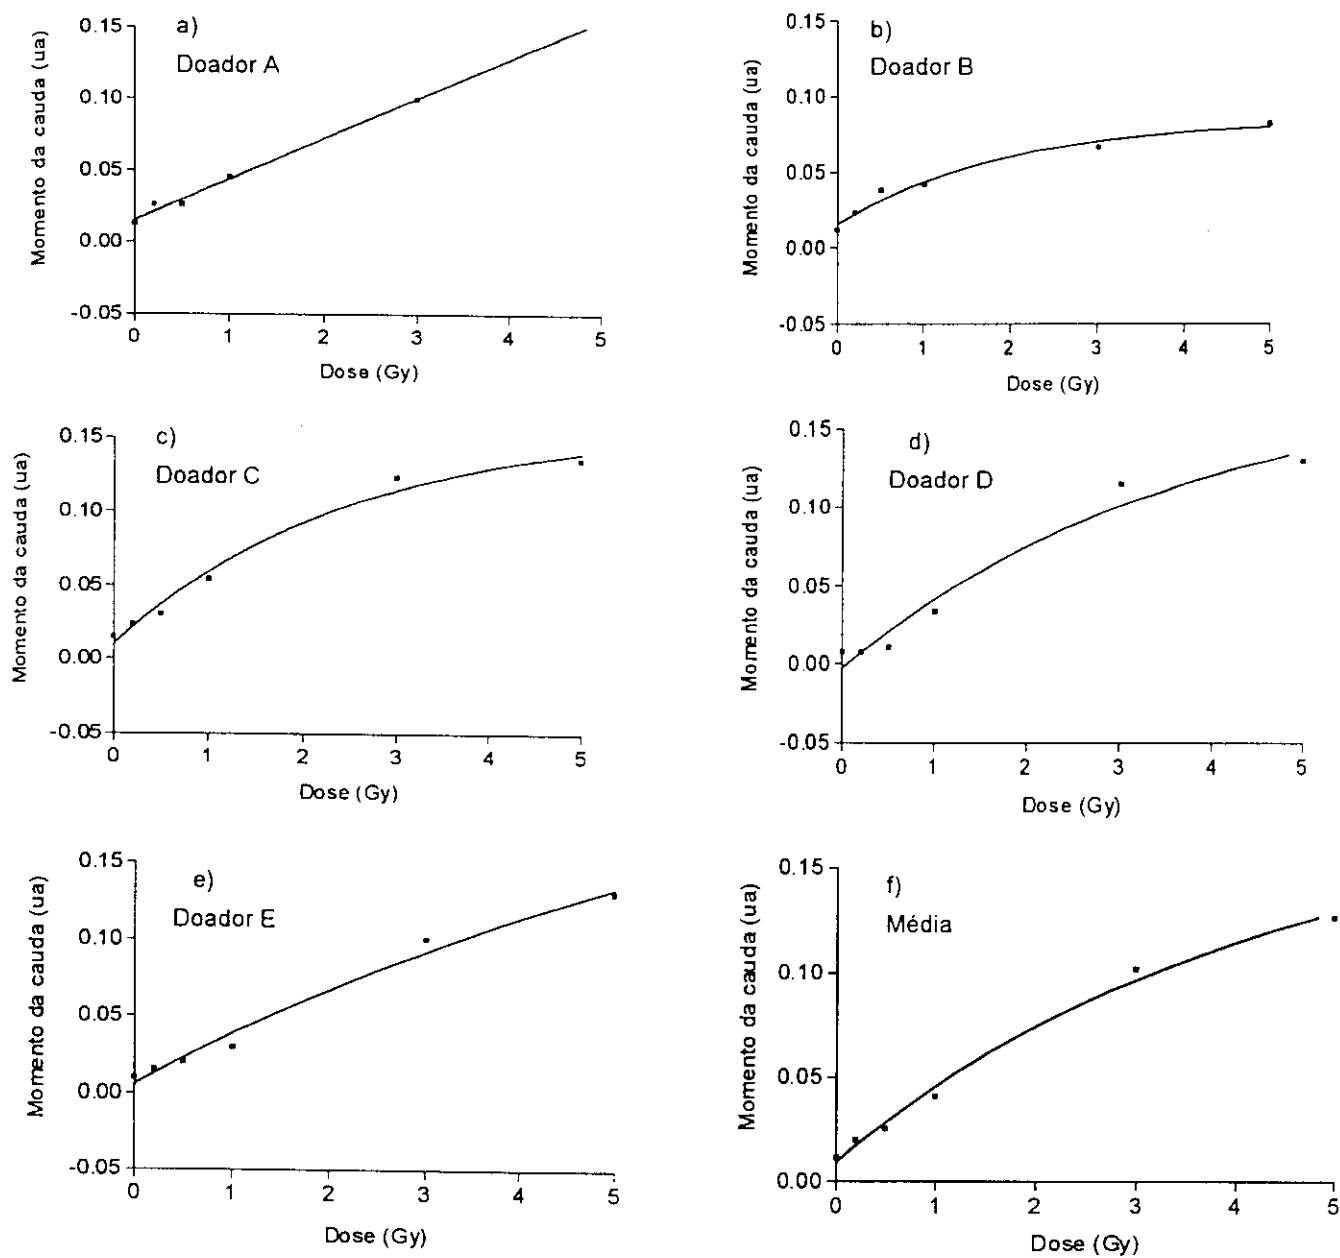 a)
Doador A
Momento da cauda (ua)
0.15
0.10
0.05
0.00
-0.05
0 1 2 3 4 5
Dose (Gy)
b)
Doador B
Momento da cauda (ua)
0.15
0.10
0.05
0.00
-0.05
0 1 2 3 4 5
Dose (Gy)
c)
Doador C
Momento da cauda (ua)
0.15
0.10
0.05
0.00
-0.05
0 1 2 3 4 5
Dose (Gy)
d)
Doador D
Momento da cauda (ua)
0.15
0.10
0.05
0.00
-0.05
0 1 2 3 4 5
Dose (Gy)
e)
Doador E
Momento da cauda (ua)
0.15
0.10
0.05
0.00
-0.05
0 1 2 3 4 5
Dose (Gy)
f)
Média
Momento da cauda (ua)
0.15
0.10
0.05
0.00
0 1 2 3 4 5
Dose (Gy)